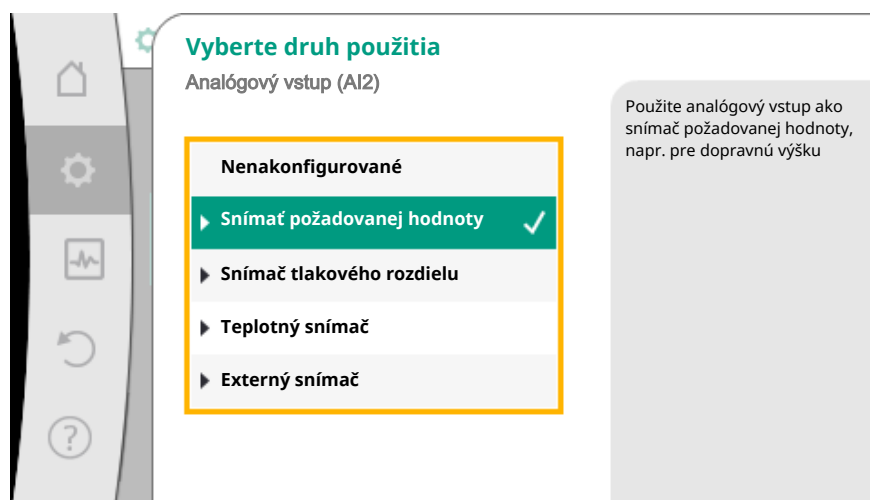 Vyberte druh použitia
Analógový vstup (AI2)
Nenakonfigurované
Snímať požadovanej hodnoty
Snímač tlakového rozdielu
Teplotný snímač
Externý snímač
Použite analógový vstup ako
snímač požadovanej hodnoty,
napr. pre dopravnú výšku
?